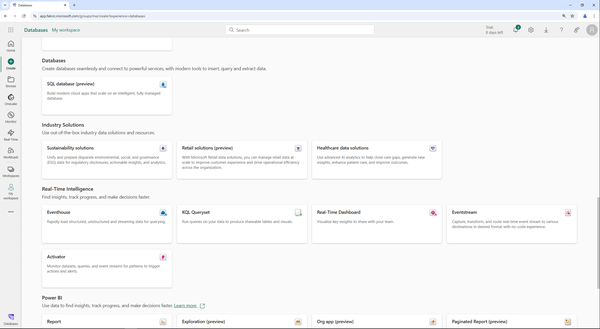 Databases
app.fabric.microsoft.com/groups/me/create?experience=databases
Databases
My workspace
Search
Trial
8 days left
Home
Create
Browse
OneLake
Monitor
Real-Time
Workloads
Workspaces
My
workspace
Databases
Databases
Create databases seamlessly and connect to powerful services, with modern tools to insert, query and extract data.
SQL database (preview)
Build modern cloud apps that scale on an intelligent, fully managed
database
Industry Solutions
Use out-of-the-box industry data solutions and resources.
Sustainability solutions
Unify and prepare disparate environmental, social, and governance
(ESG) data for regulatory disclosures, actionable insights, and analytics.
Retail solutions (preview)
With Microsoft Retail data solutions, you can manage retail data at
scale to improve customer experience and drive operational efficiency
across the organization.
Healthcare data solutions
Use advanced AI analytics to help close care gaps, generate new
insights, enhance patient care, and improve outcomes.
Real-Time Intelligence
Find insights, track progress, and make decisions faster.
Eventhouse
Rapidly load structured, unstructured and streaming data for querying.
KQL Queryset
Run queries on your data to produce shareable tables and visuals.
Real-Time Dashboard
Visualize key insights to share with your team.
Eventstream
Capture, transform, and route real-time event stream to various
destinations in desired format with no-code experience.
Activator
Monitor datasets, queries, and event streams for patterns to trigger
actions and alerts.
Power BI
Use data to find insights, track progress, and make decisions faster. Learn more
Report
Exploration (preview)
Org app (preview)
Paginated Report (preview)